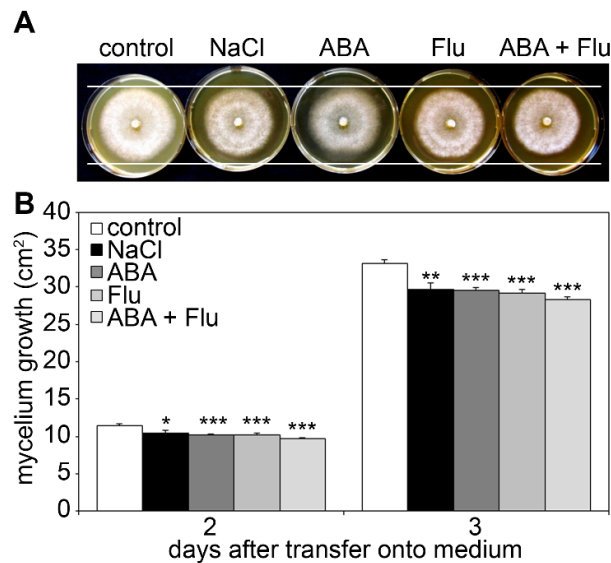 A
control NaCl ABA Flu ABA + Flu
B
mycelium growth (cm²)
40
35
30
25
20
15
10
5
0
control
NaCl
ABA
Flu
ABA + Flu
* *** *** ***
** *** *** ***
2 3
days after transfer onto medium